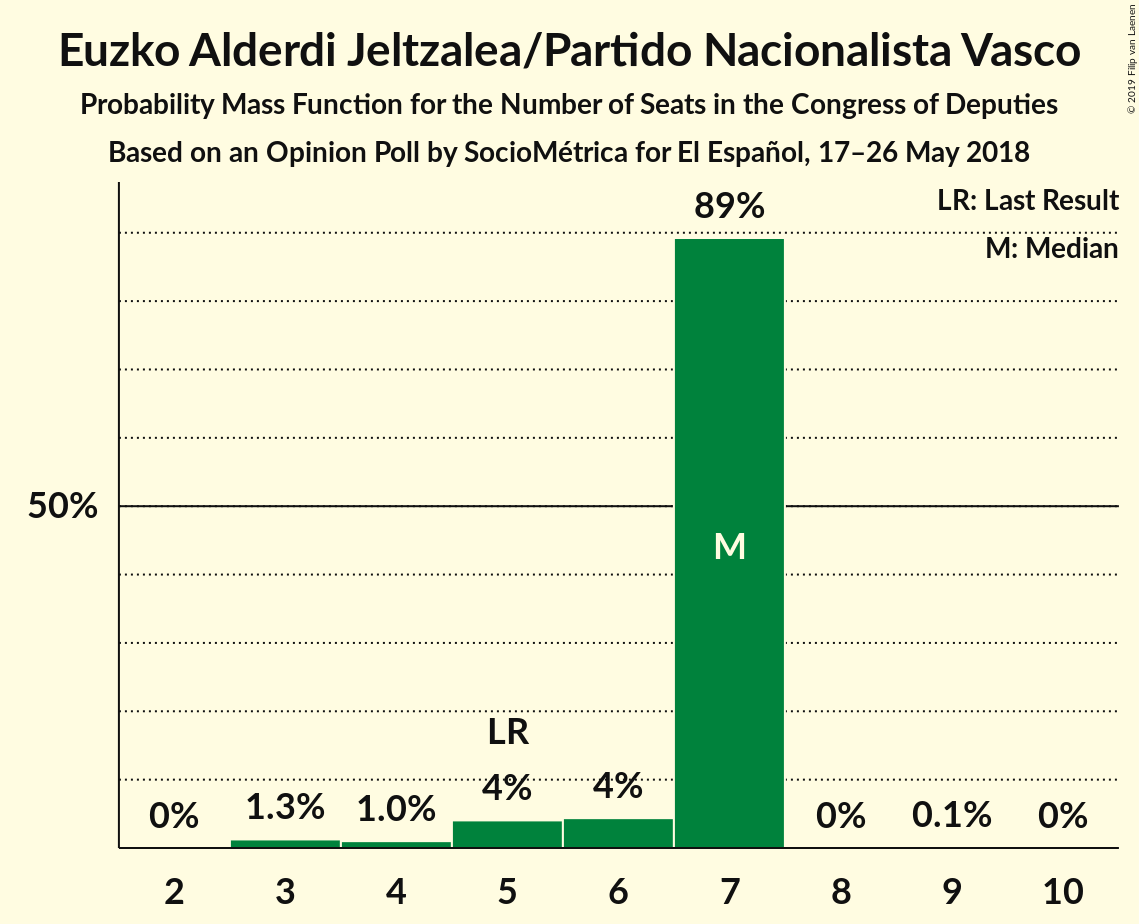 Euzko Alderdi Jeltzalea/Partido Nacionalista Vasco
Probability Mass Function for the Number of Seats in the Congress of Deputies
Based on an Opinion Poll by SocioMétrica for El Español, 17–26 May 2018
© 2019 Filip van Laenen
LR: Last Result
M: Median
89%
50%
M
LR
0% 1.3% 1.0% 4% 4% 0% 0.1% 0%
2 3 4 5 6 7 8 9 10